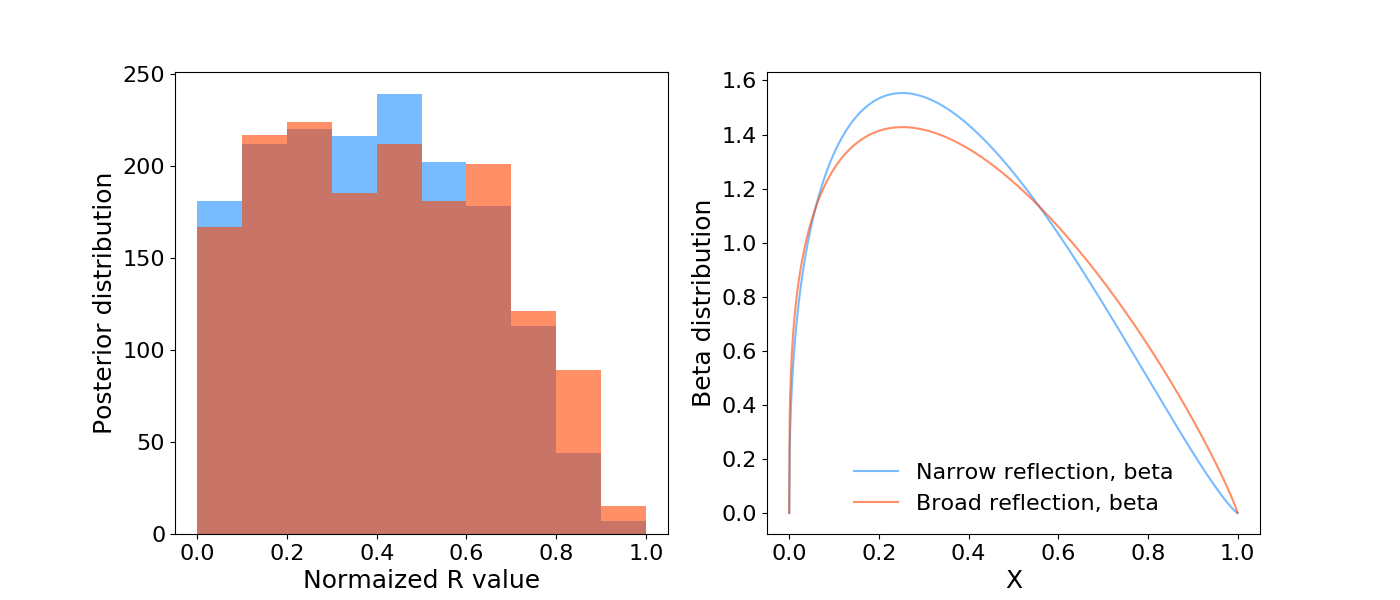 250
200
150
100
50
0
Posterior distribution
0.0 0.2 0.4 0.6 0.8 1.0
Normaized R value
1.6
1.4
1.2
1.0
0.8
0.6
0.4
0.2
0.0
Beta distribution
Narrow reflection, beta
Broad reflection, beta
0.0 0.2 0.4 0.6 0.8 1.0
X